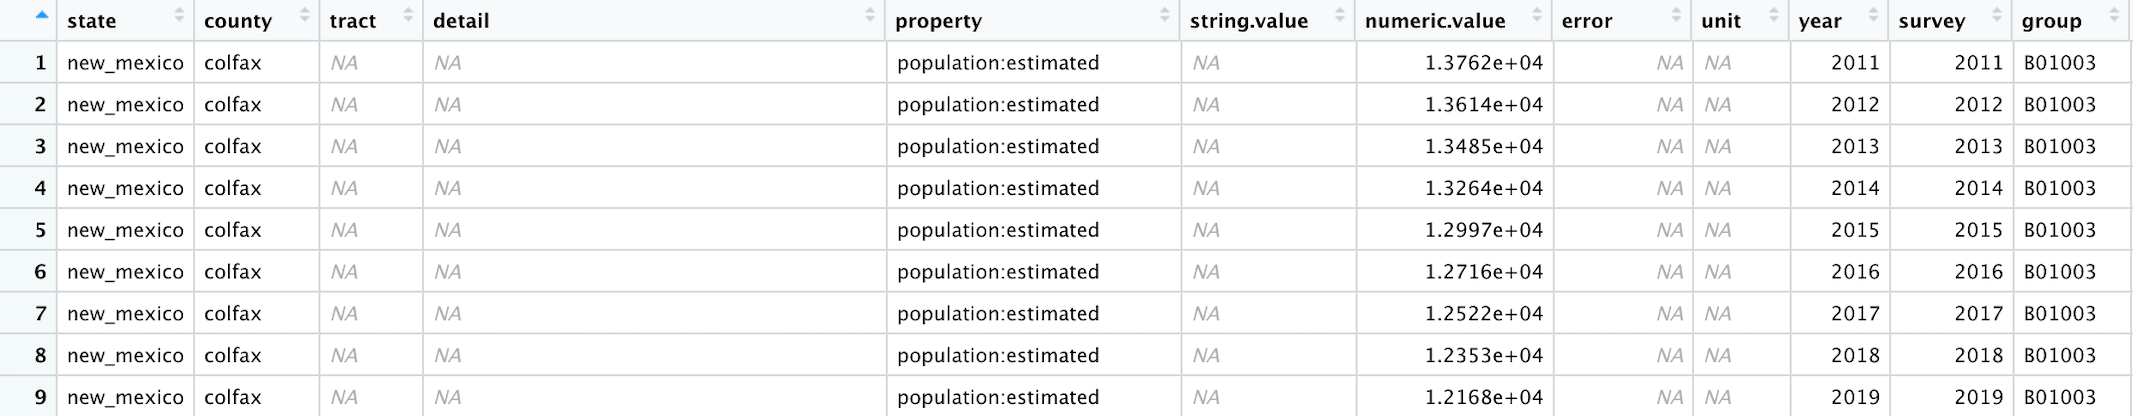 state county tract detail property string.value numeric.value error unit year survey group
1 new_mexico colfax NA NA population:estimated NA 1.3762e+04 NA NA 2011 2011 B01003
2 new_mexico colfax NA NA population:estimated NA 1.3614e+04 NA NA 2012 2012 B01003
3 new_mexico colfax NA NA population:estimated NA 1.3485e+04 NA NA 2013 2013 B01003
4 new_mexico colfax NA NA population:estimated NA 1.3264e+04 NA NA 2014 2014 B01003
5 new_mexico colfax NA NA population:estimated NA 1.2997e+04 NA NA 2015 2015 B01003
6 new_mexico colfax NA NA population:estimated NA 1.2716e+04 NA NA 2016 2016 B01003
7 new_mexico colfax NA NA population:estimated NA 1.2522e+04 NA NA 2017 2017 B01003
8 new_mexico colfax NA NA population:estimated NA 1.2353e+04 NA NA 2018 2018 B01003
9 new_mexico colfax NA NA population:estimated NA 1.2168e+04 NA NA 2019 2019 B01003